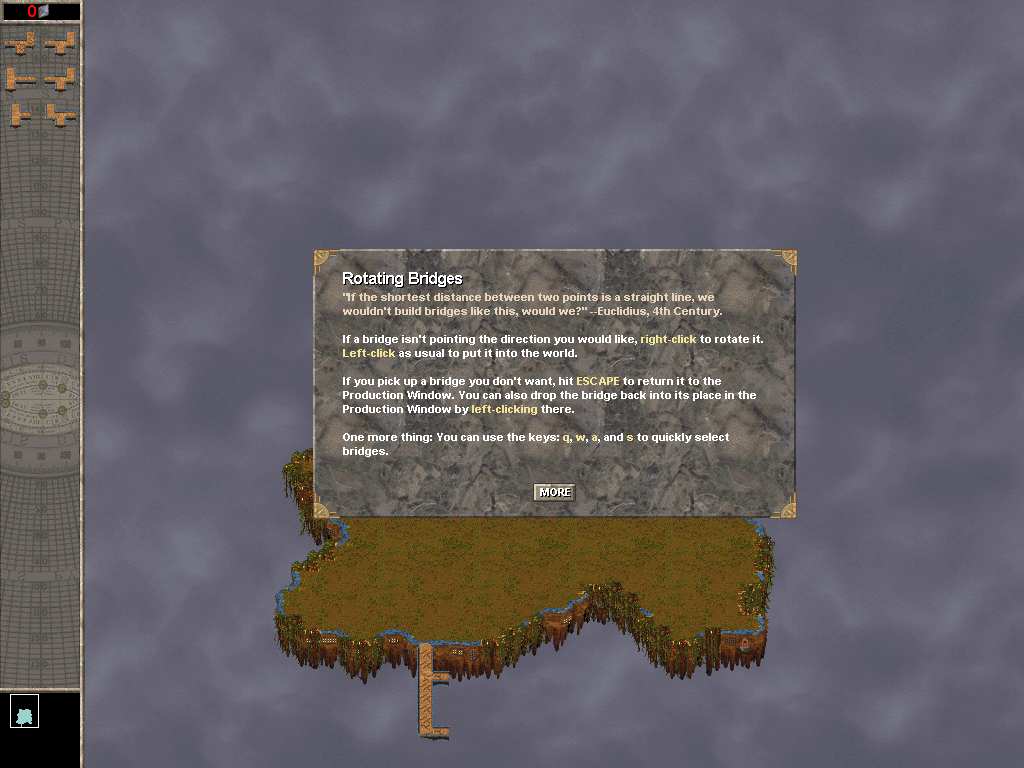 0
Rotating Bridges
"If the shortest distance between two points is a straight line, we
wouldn't build bridges like this, would we?" --Euclidius, 4th Century.
If a bridge isn't pointing the direction you would like, right-click to rotate it.
Left-click as usual to put it into the world.
If you pick up a bridge you don't want, hit ESCAPE to return it to the
Production Window. You can also drop the bridge back into its place in the
Production Window by left-clicking there.
One more thing: You can use the keys: q, w, a, and s to quickly select
bridges.
MORE